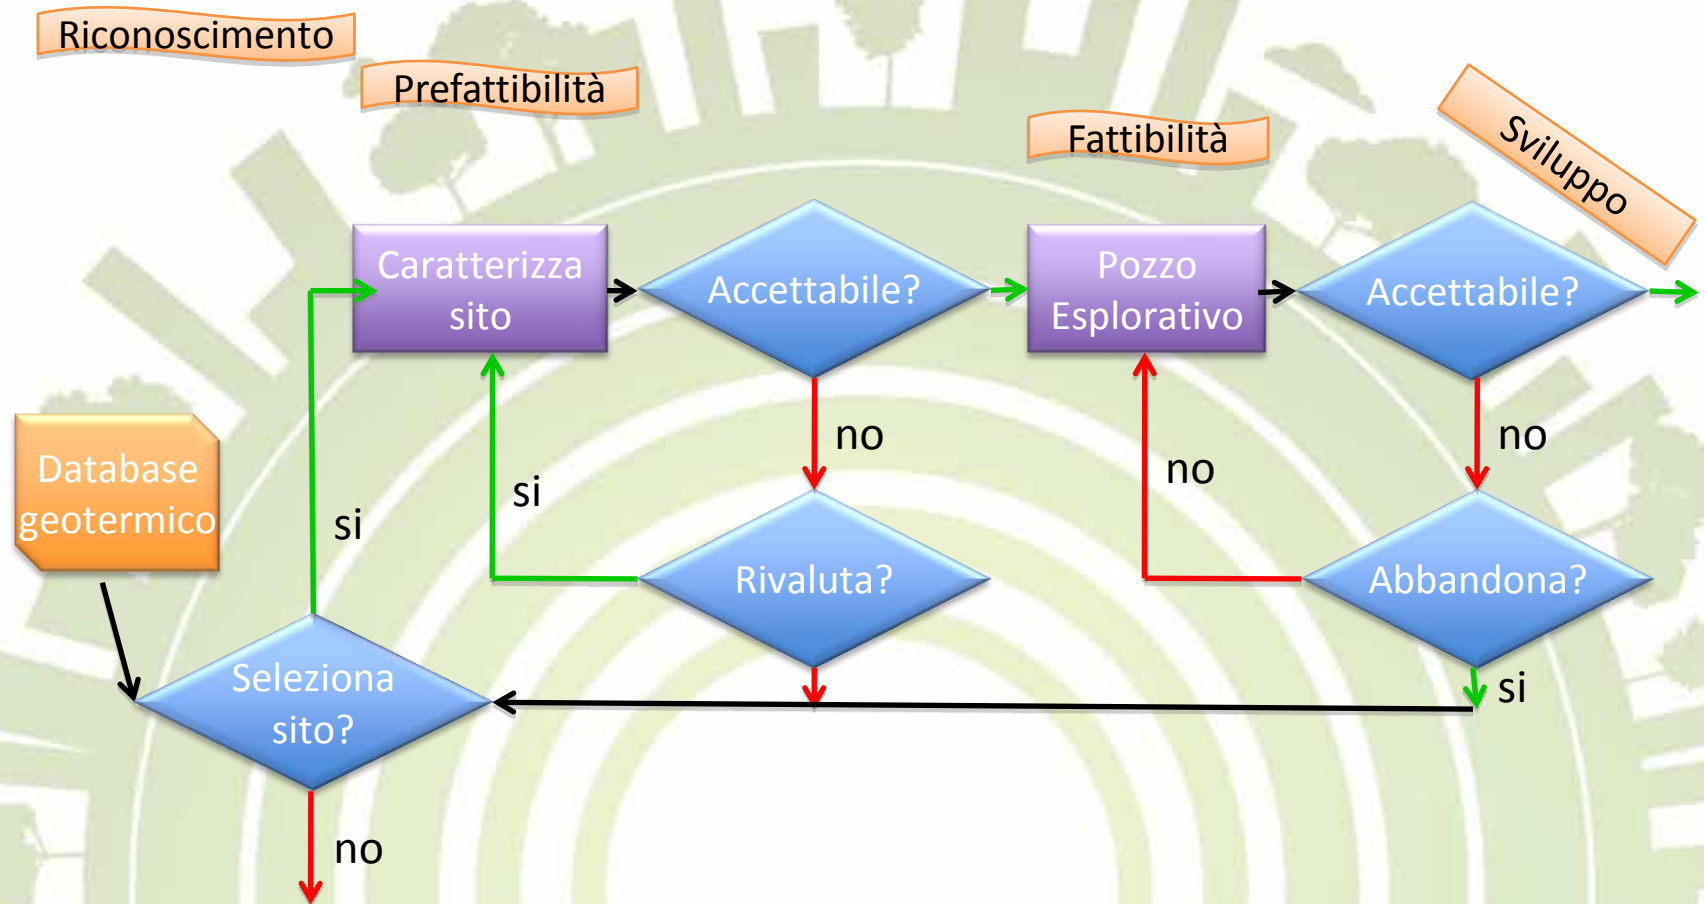 Riconoscimento
Prefattibilità
Fattibilità
Sviluppo
Caratterizza
sito
Accettabile?
Pozzo
Esplorativo
Accettabile?
no
no
Database
geotermico
si
si
no
Rivaluta?
Abbandona?
Seleziona
sito?
si
no